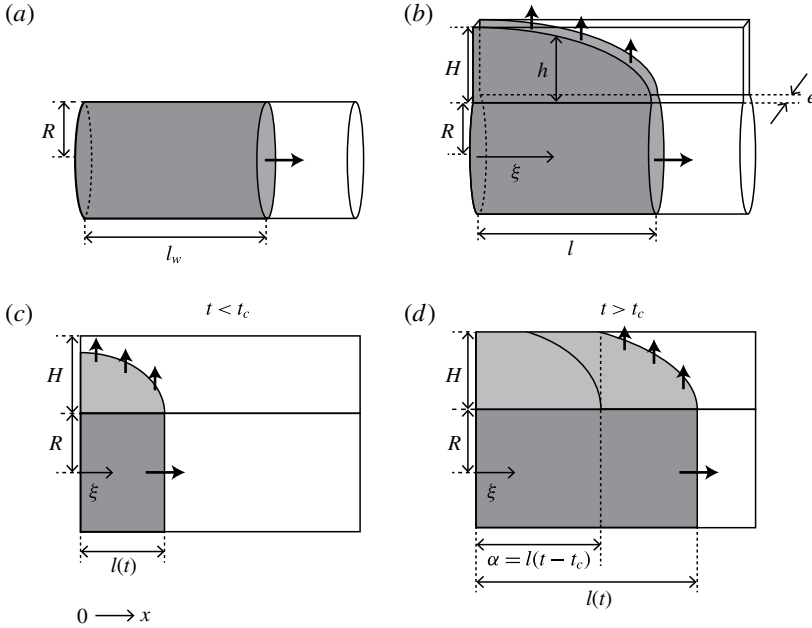 (a)
R
l_w
(b)
H
h
R
ξ
l
(c)
t < t_c
H
R
ξ
l(t)
0 x
(d)
t > t_c
H
R
ξ
α = l(t − t_c)
l(t)